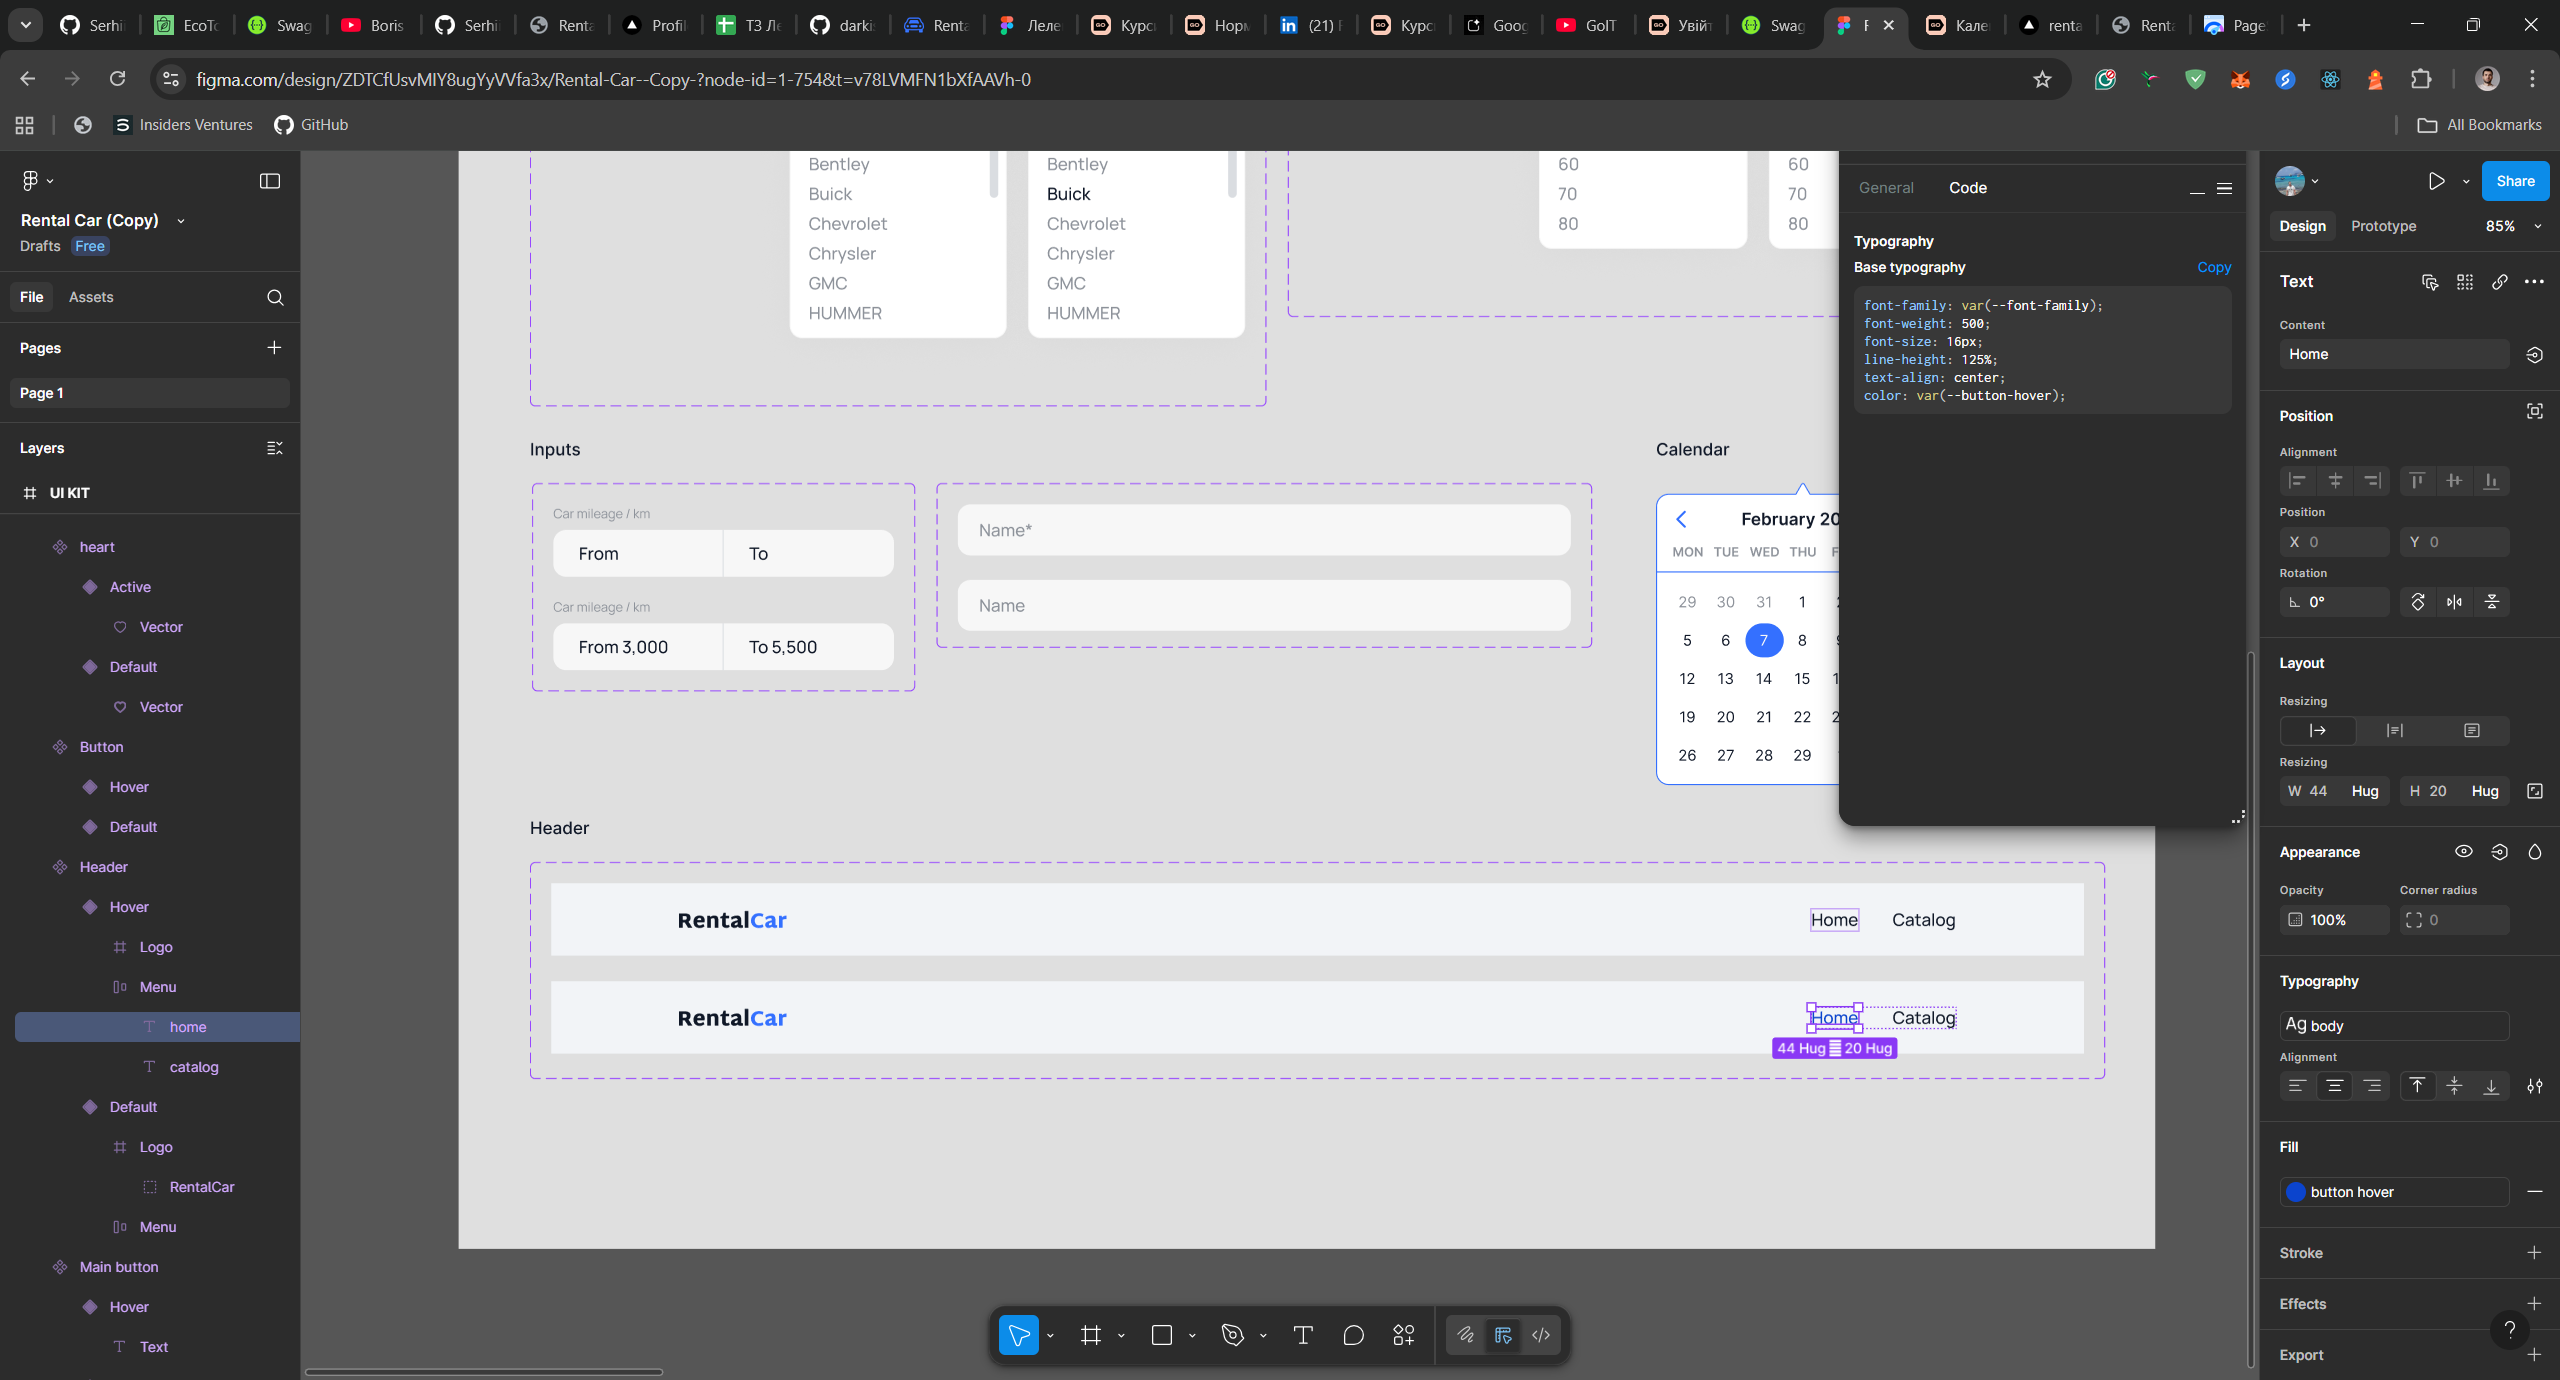 Serhi
EcoTo
Swag
Boris
Serhii
Renta
Profil
ТЗ Ле
darki
Renta
Леле
Курс
Норм
(21) F
Курс
Goog
GoIT
Увій
Swag
F
Кале
renta
Renta
Page
figma.com/design/ZDTCfUsvMlY8ugYyVVfa3x/Rental-Car--Copy-?node-id=1-754&t=v78LVMFN1bXfAAVh-0
Insiders Ventures
GitHub
All Bookmarks
Rental Car (Copy)
Drafts
Free
File
Assets
Pages
Page 1
Layers
UI KIT
heart
Active
Vector
Default
Vector
Button
Hover
Default
Header
Hover
Logo
Menu
home
catalog
Default
Logo
RentalCar
Menu
Main button
Hover
Text
Bentley
Buick
Chevrolet
Chrysler
GMC
HUMMER
Bentley
Buick
Chevrolet
Chrysler
GMC
HUMMER
60
70
80
60
70
80
Inputs
Car mileage / km
From
To
Car mileage / km
From 3,000
To 5,500
Name*
Name
Calendar
February 20
MON TUE WED THU F
29 30 31 1
5 6 7 8
12 13 14 15
19 20 21 22
26 27 28 29
Header
RentalCar
Home
Catalog
RentalCar
Home
Catalog
44 Hug
20 Hug
General
Code
Typography
Base typography
Copy
font-family: var(--font-family);
font-weight: 500;
font-size: 16px;
line-height: 125%;
text-align: center;
color: var(--button-hover);
Share
Design
Prototype
85%
Text
Content
Home
Position
Alignment
Position
X 0
Y 0
Rotation
0°
Layout
Resizing
Resizing
W 44 Hug
H 20 Hug
Appearance
Opacity
Corner radius
100%
0
Typography
Ag body
Alignment
Fill
button hover
Stroke
Effects
Export
?